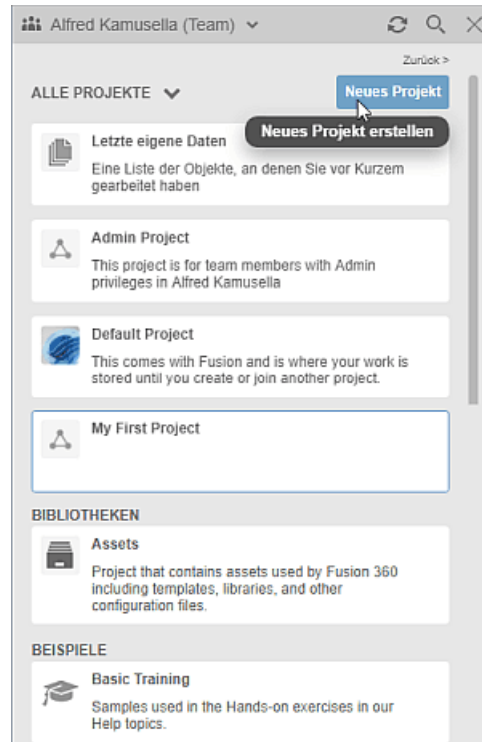 Alfred Kamusella (Team)
Zurück >
ALLE PROJEKTE
Neues Projekt
Neues Projekt erstellen
Letzte eigene Daten
Eine Liste der Objekte, an denen Sie vor Kurzem
gearbeitet haben
Admin Project
This project is for team members with Admin
privileges in Alfred Kamusella
Default Project
This comes with Fusion and is where your work is
stored until you create or join another project.
My First Project
BIBLIOTHEKEN
Assets
Project that contains assets used by Fusion 360
including templates, libraries, and other
configuration files.
BEISPIELE
Basic Training
Samples used in the Hands-on exercises in our
Help topics.